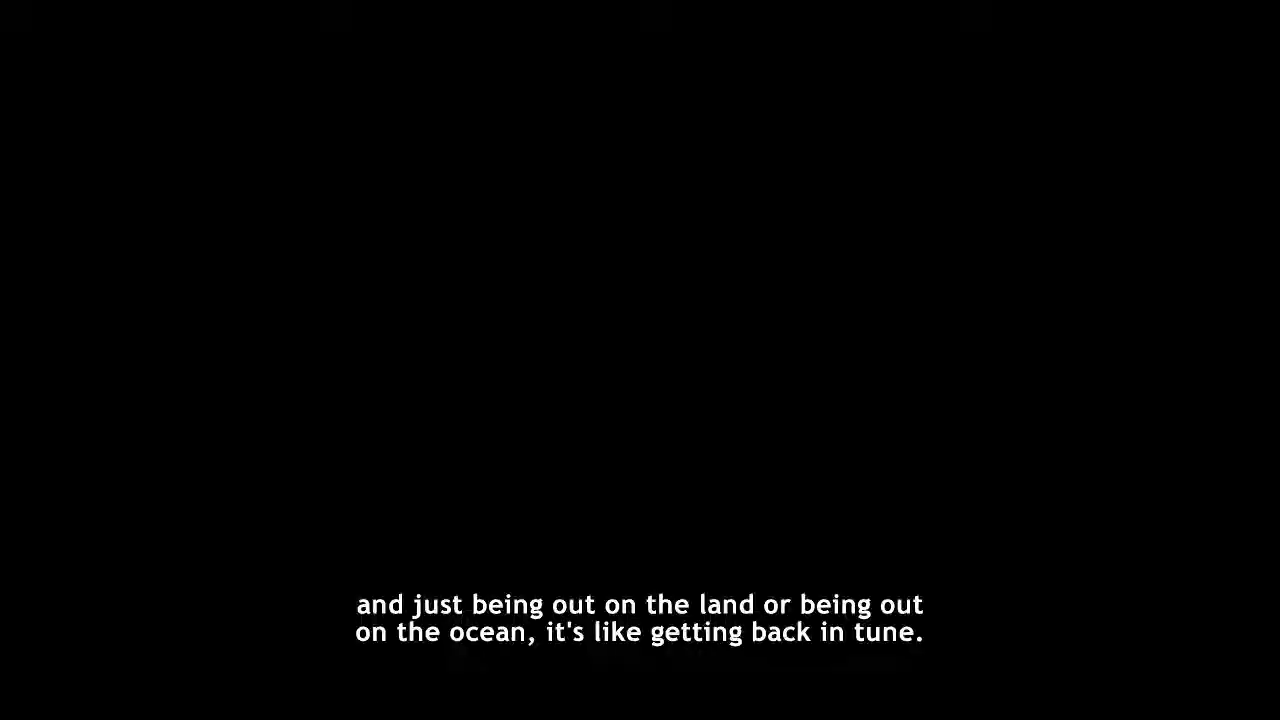 and just being out on the land or being out
on the ocean, it's like getting back in tune.